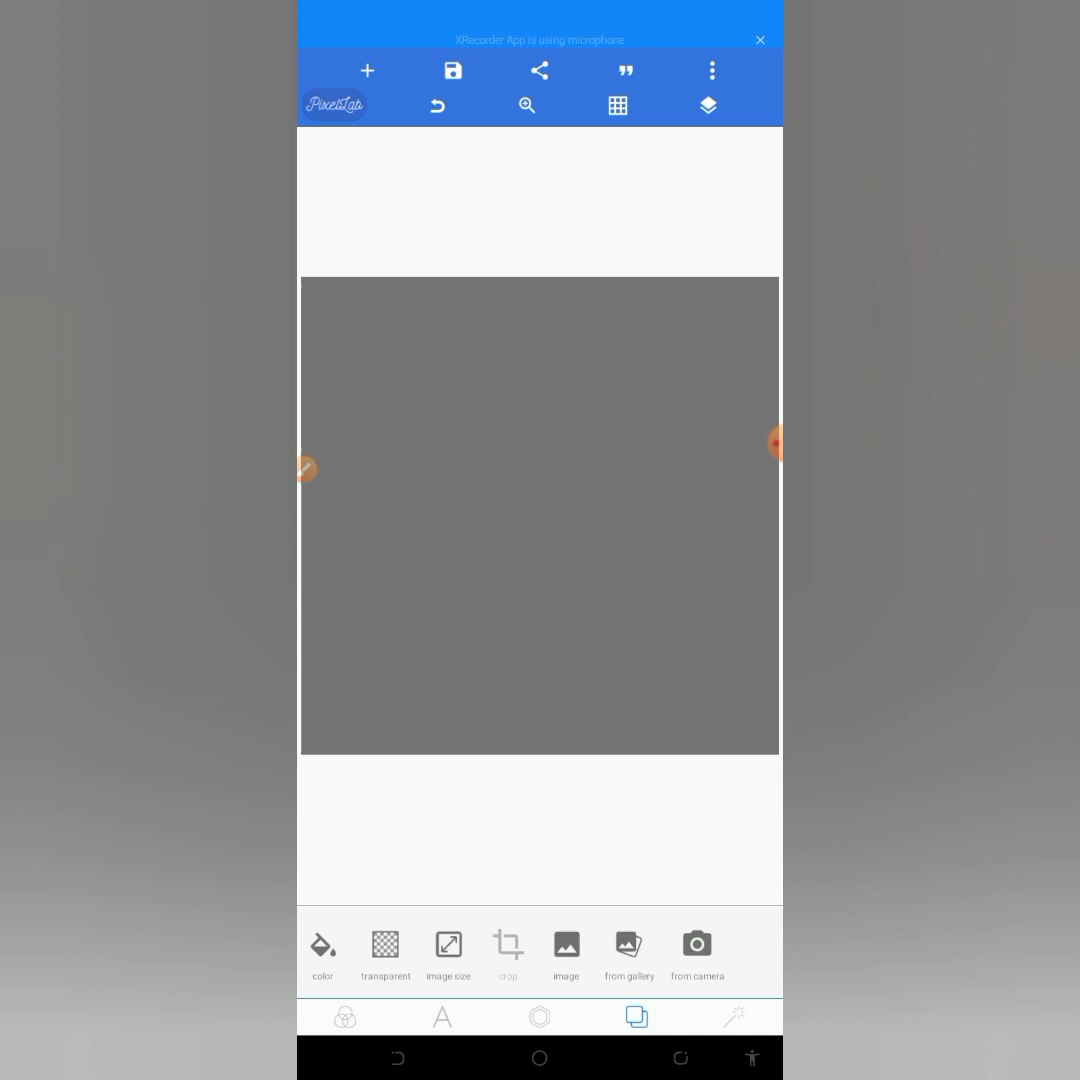 XRecorder App is using microphone
PixelLab
color transparent image size crop image from gallery from camera